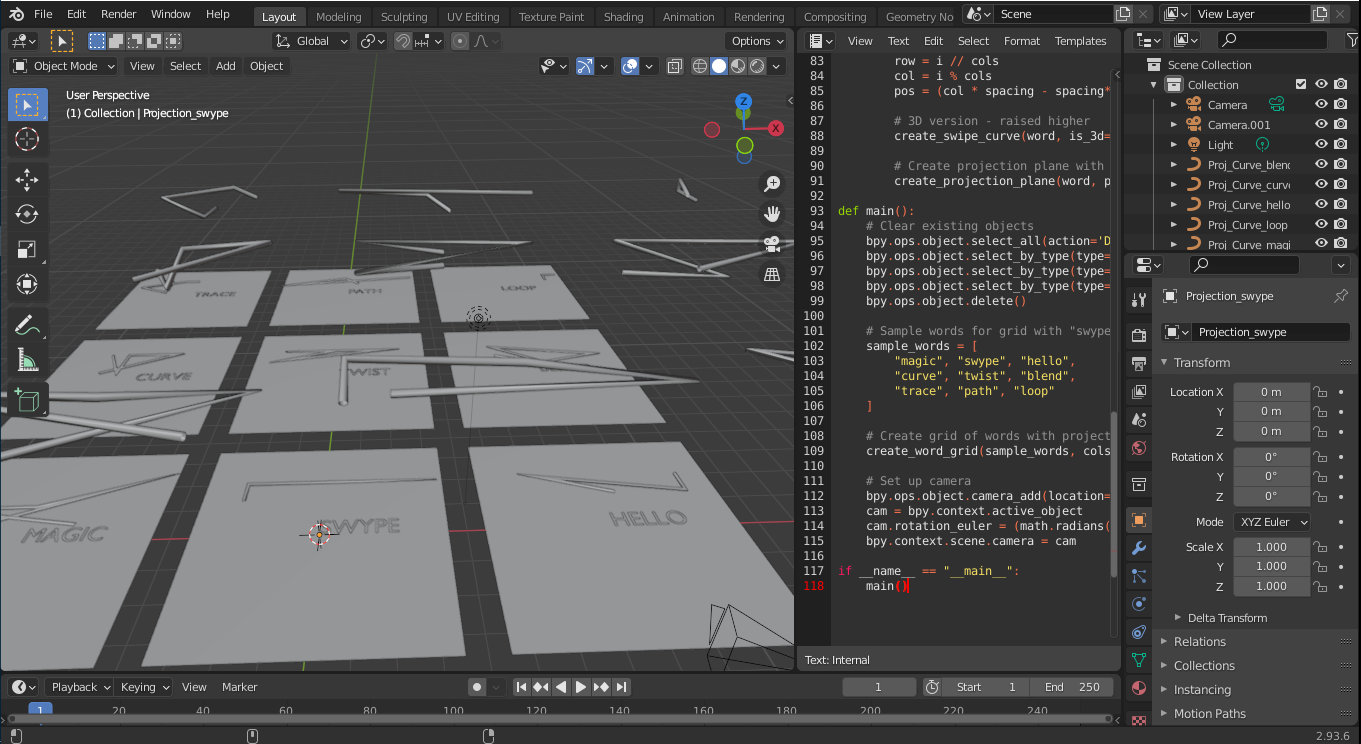 File Edit Render Window Help Layout Modeling Sculpting UV Editing Texture Paint Shading Animation Rendering Compositing Geometry No Scene View Layer
Global Options
Object Mode View Select Add Object
User Perspective
(1) Collection | Projection_swype
Z
X
TRACE PATH LOOP
CURVE TWIST
MAGIC SWYPE HELLO
View Text Edit Select Format Templates
83 row = i // cols
84 col = i % cols
85 pos = (col * spacing - spacing*
86
87 # 3D version - raised higher
88 create_swipe_curve(word, is_3d=
89
90 # Create projection plane with
91 create_projection_plane(word, p
92
93 def main():
94 # Clear existing objects
95 bpy.ops.object.select_all(action='D
96 bpy.ops.object.select_by_type(type=
97 bpy.ops.object.select_by_type(type=
98 bpy.ops.object.select_by_type(type=
99 bpy.ops.object.delete()
100
101 # Sample words for grid with "swype
102 sample_words = [
103 "magic", "swype", "hello",
104 "curve", "twist", "blend",
105 "trace", "path", "loop"
106 ]
107
108 # Create grid of words with project
109 create_word_grid(sample_words, cols
110
111 # Set up camera
112 bpy.ops.object.camera_add(location=
113 cam = bpy.context.active_object
114 cam.rotation_euler = (math.radians(
115 bpy.context.scene.camera = cam
116
117 if __name__ == "__main__":
118 main()
Text: Internal
Scene Collection
Collection
Camera
Camera.001
Light
Proj_Curve_blend
Proj_Curve_curv
Proj_Curve_hello
Proj_Curve_loop
Proj_Curve_magi
Projection_swype
Projection_swype
Transform
Location X 0 m
Y 0 m
Z 0 m
Rotation X 0°
Y 0°
Z 0°
Mode XYZ Euler
Scale X 1.000
Y 1.000
Z 1.000
Delta Transform
Relations
Collections
Instancing
Motion Paths
Playback Keying View Marker 1 Start 1 End 250
1 20 40 60 80 100 120 140 160 180 200 220 240
2.93.6